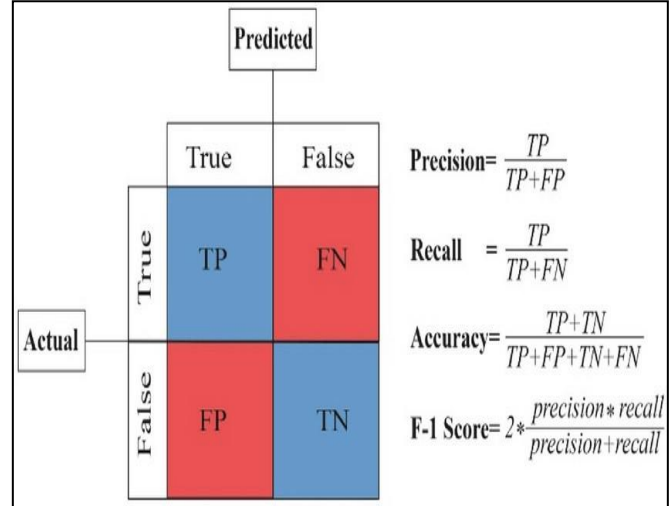 Predicted
True False
Precision= TP
TP+FP
True TP FN
Recall = TP
TP+FN
Actual
Accuracy= TP+TN
TP+FP+TN+FN
False FP TN
F-1 Score= 2* precision* recall
precision+recall